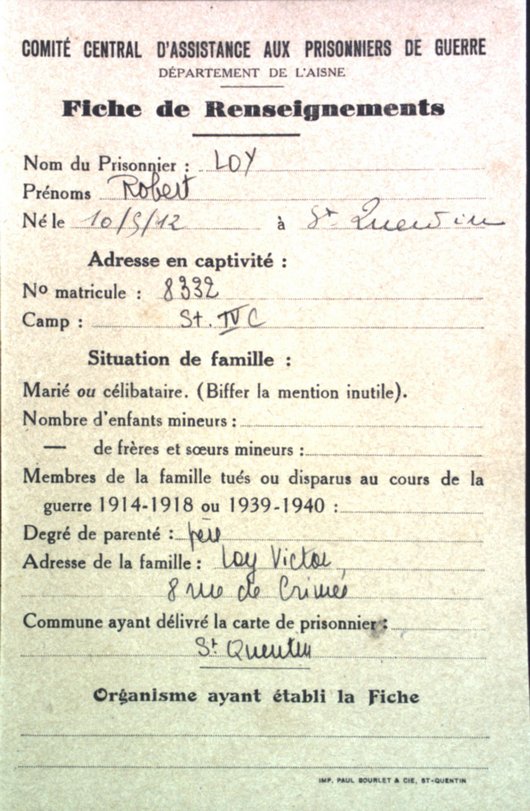 COMITÉ CENTRAL D'ASSISTANCE AUX PRISONNIERS DE GUERRE
DÉPARTEMENT DE L'AISNE
Fiche de Renseignements
Nom du Prisonnier : LOY
Prénoms Robert
Né le 10/5/12 à St Quentin
Adresse en captivité :
No matricule : 8332
Camp : St. IV C
Situation de famille :
Marié ou célibataire. (Biffer la mention inutile).
Nombre d'enfants mineurs :
— de frères et sœurs mineurs :
Membres de la famille tués ou disparus au cours de la
guerre 1914-1918 ou 1939-1940 :
Degré de parenté : père
Adresse de la famille : Loy Victor
8 rue de Crimée
Commune ayant délivré la carte de prisonnier :
St Quentin
Organisme ayant établi la Fiche
IMP. PAUL BOURLET & CIE, ST-QUENTIN